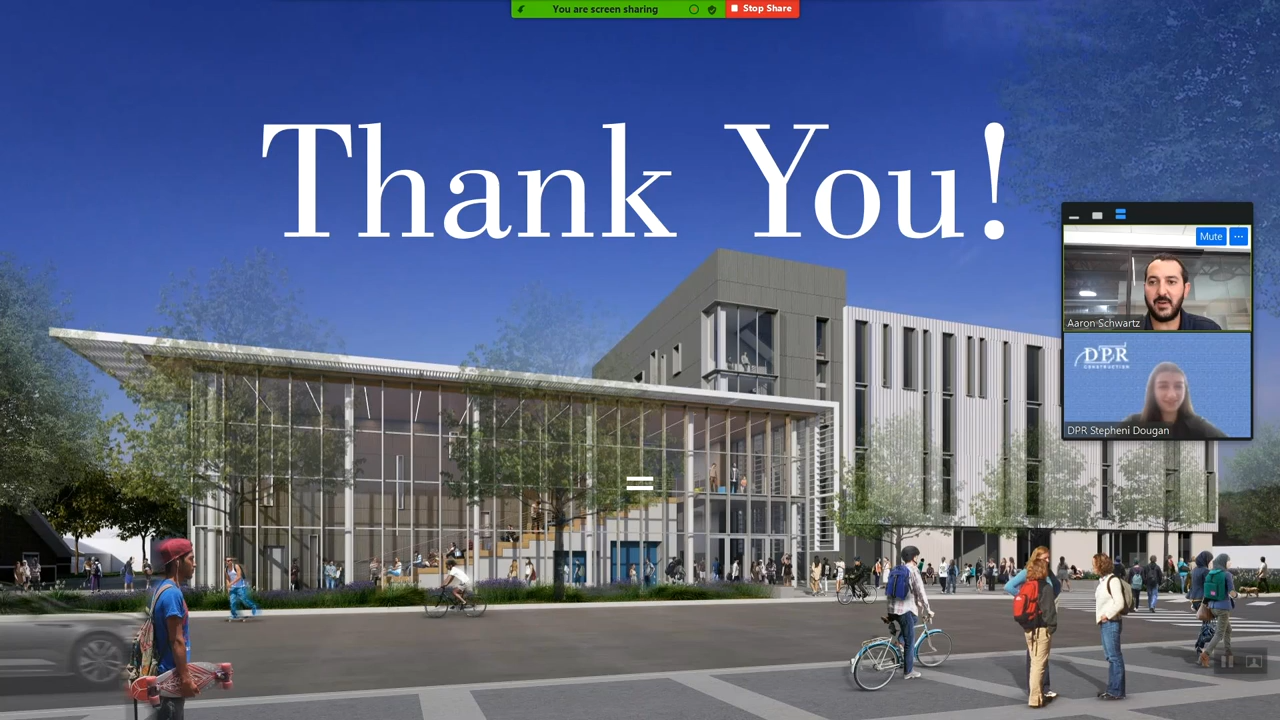 You are screen sharing
Stop Share
Thank You!
Mute
Aaron Schwartz
DPR
CONSTRUCTION
DPR Stepheni Dougan